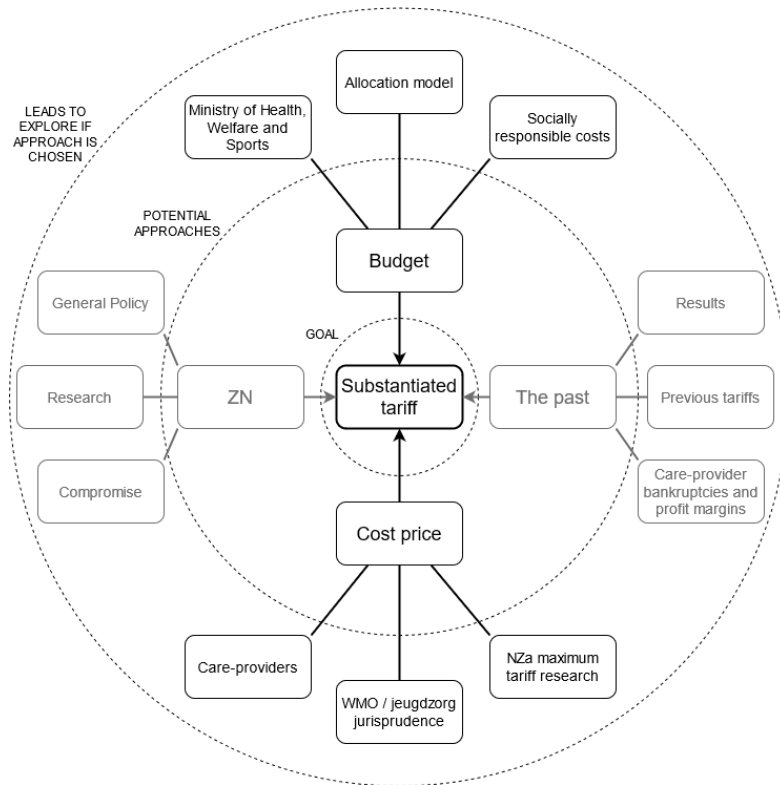 Allocation model
LEADS TO
EXPLORE IF
APPROACH IS
CHOSEN
Ministry of Health,
Welfare and
Sports
Socially
responsible costs
POTENTIAL
APPROACHES
Budget
General Policy
Results
GOAL
Research
ZN
Substantiated
tariff
The past
Previous tariffs
Compromise
Care-provider
bankruptcies and
profit margins
Cost price
Care-providers
NZa maximum
tariff research
WMO / jeugdzorg
jurisprudence